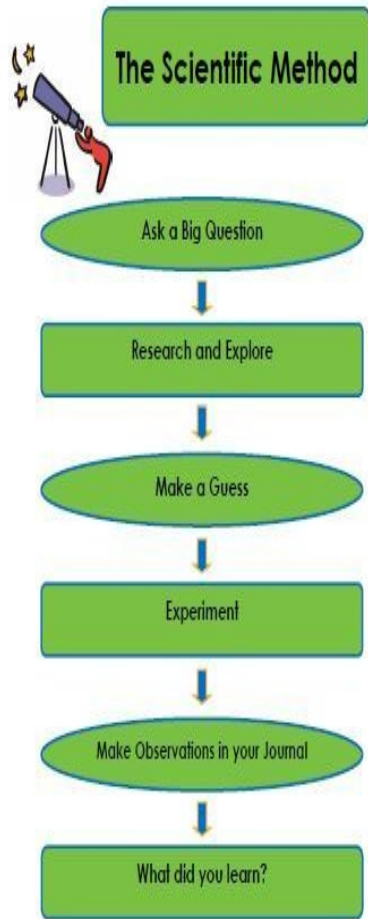 The Scientific Method
Ask a Big Question
Research and Explore
Make a Guess
Experiment
Make Observations in your Journal
What did you learn?